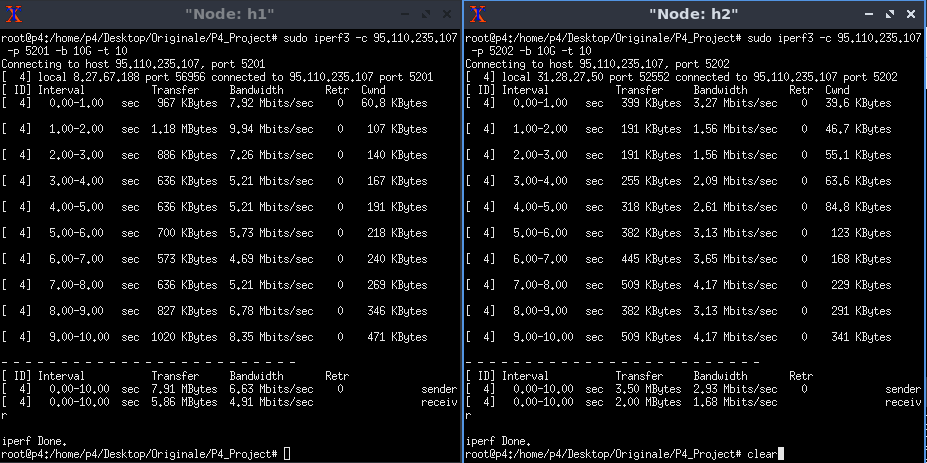 "Node: h1"
root@p4:/home/p4/Desktop/Originale/P4_Project# sudo iperf3 -c 95.110.235.107
 -p 5201 -b 10G -t 10
Connecting to host 95.110.235.107, port 5201
[  4] local 8.27.67.188 port 56956 connected to 95.110.235.107 port 5201
[ ID] Interval           Transfer     Bandwidth       Retr  Cwnd
[  4]   0.00-1.00   sec   967 KBytes  7.92 Mbits/sec    0   60.8 KBytes
[  4]   1.00-2.00   sec  1.18 MBytes  9.94 Mbits/sec    0    107 KBytes
[  4]   2.00-3.00   sec   886 KBytes  7.26 Mbits/sec    0    140 KBytes
[  4]   3.00-4.00   sec   636 KBytes  5.21 Mbits/sec    0    167 KBytes
[  4]   4.00-5.00   sec   636 KBytes  5.21 Mbits/sec    0    191 KBytes
[  4]   5.00-6.00   sec   700 KBytes  5.73 Mbits/sec    0    218 KBytes
[  4]   6.00-7.00   sec   573 KBytes  4.69 Mbits/sec    0    240 KBytes
[  4]   7.00-8.00   sec   636 KBytes  5.21 Mbits/sec    0    269 KBytes
[  4]   8.00-9.00   sec   827 KBytes  6.78 Mbits/sec    0    346 KBytes
[  4]   9.00-10.00  sec  1020 KBytes  8.35 Mbits/sec    0    471 KBytes
- - - - - - - - - - - - - - - - - - - - - - - - -
[ ID] Interval           Transfer     Bandwidth       Retr
[  4]   0.00-10.00  sec  7.91 MBytes  6.63 Mbits/sec    0             sender
[  4]   0.00-10.00  sec  5.86 MBytes  4.91 Mbits/sec                  receiv
r
iperf Done.
root@p4:/home/p4/Desktop/Originale/P4_Project#
"Node: h2"
root@p4:/home/p4/Desktop/Originale/P4_Project# sudo iperf3 -c 95.110.235.107
 -p 5202 -b 10G -t 10
Connecting to host 95.110.235.107, port 5202
[  4] local 31.28.27.50 port 52552 connected to 95.110.235.107 port 5202
[ ID] Interval           Transfer     Bandwidth       Retr  Cwnd
[  4]   0.00-1.00   sec   399 KBytes  3.27 Mbits/sec    0   39.6 KBytes
[  4]   1.00-2.00   sec   191 KBytes  1.56 Mbits/sec    0   46.7 KBytes
[  4]   2.00-3.00   sec   191 KBytes  1.56 Mbits/sec    0   55.1 KBytes
[  4]   3.00-4.00   sec   255 KBytes  2.09 Mbits/sec    0   63.6 KBytes
[  4]   4.00-5.00   sec   318 KBytes  2.61 Mbits/sec    0   84.8 KBytes
[  4]   5.00-6.00   sec   382 KBytes  3.13 Mbits/sec    0    123 KBytes
[  4]   6.00-7.00   sec   445 KBytes  3.65 Mbits/sec    0    168 KBytes
[  4]   7.00-8.00   sec   509 KBytes  4.17 Mbits/sec    0    229 KBytes
[  4]   8.00-9.00   sec   382 KBytes  3.13 Mbits/sec    0    291 KBytes
[  4]   9.00-10.00  sec   509 KBytes  4.17 Mbits/sec    0    341 KBytes
- - - - - - - - - - - - - - - - - - - - - - - - -
[ ID] Interval           Transfer     Bandwidth       Retr
[  4]   0.00-10.00  sec  3.50 MBytes  2.93 Mbits/sec    0             sender
[  4]   0.00-10.00  sec  2.00 MBytes  1.68 Mbits/sec                  receiv
r
iperf Done.
root@p4:/home/p4/Desktop/Originale/P4_Project# clear